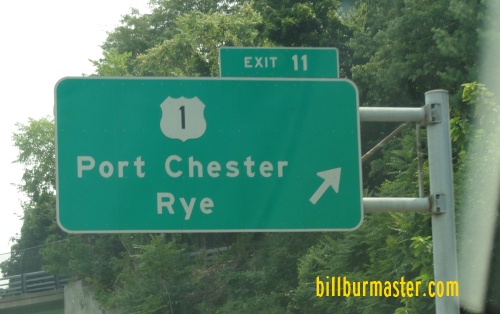 EXIT 11
1
Port Chester
Rye
billburmaster.com